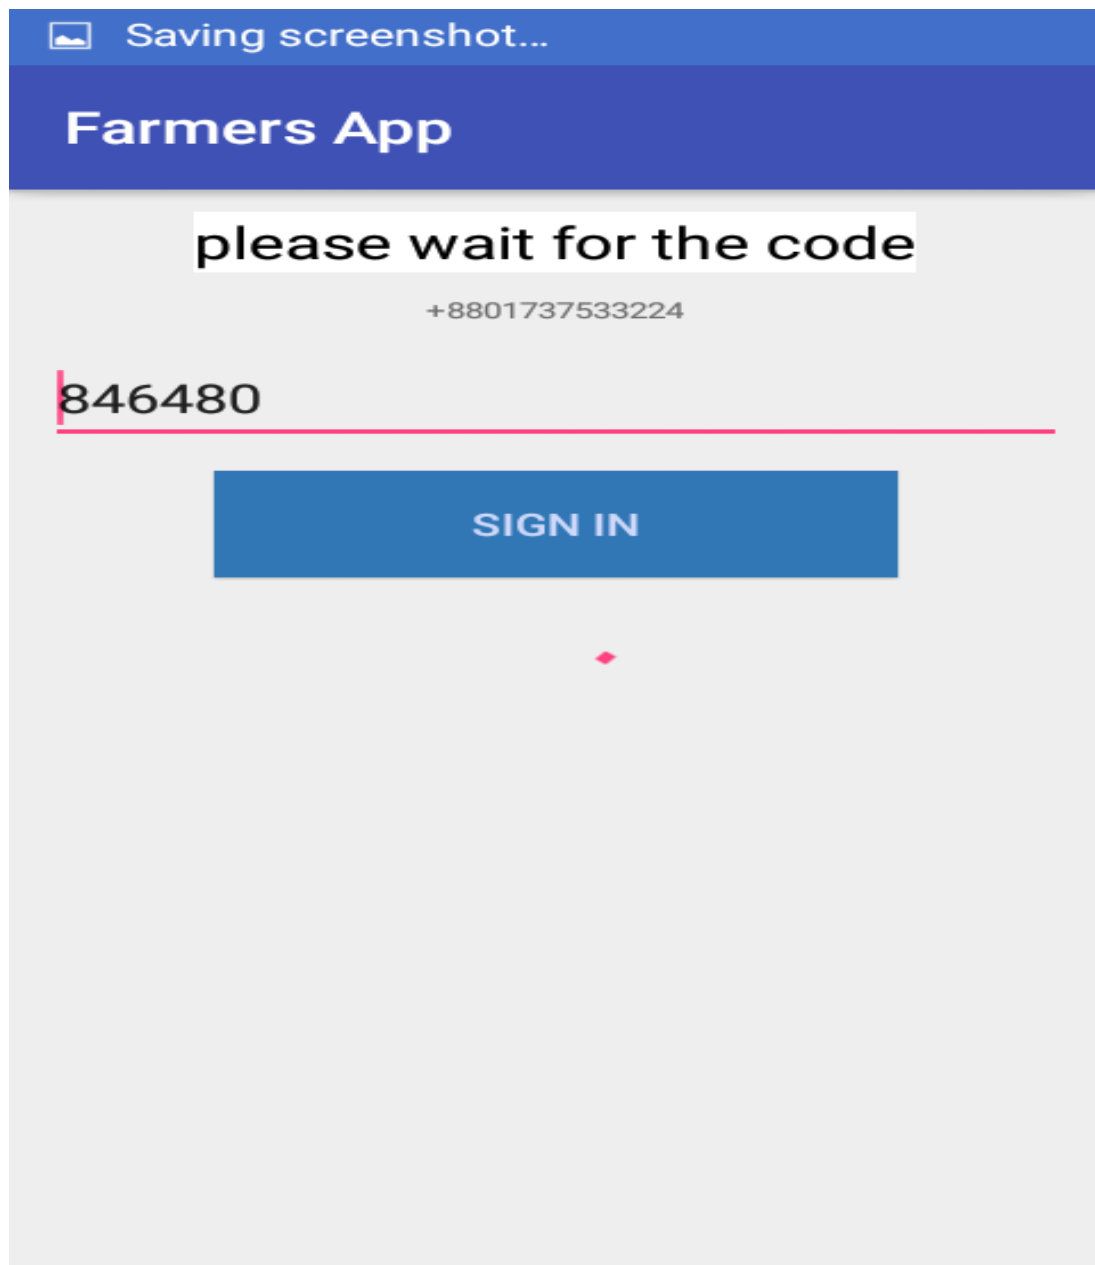 Saving screenshot...
Farmers App
please wait for the code
+8801737533224
846480
SIGN IN